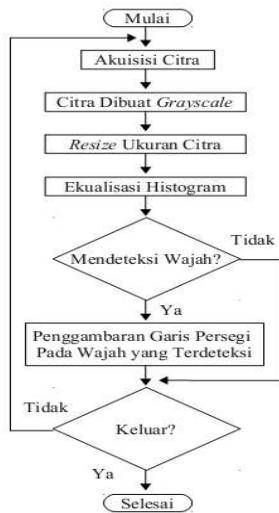 Mulai
Akuisisi Citra
Citra Dibuat Grayscale
Resize Ukuran Citra
Ekualisasi Histogram
Mendeteksi Wajah?
Tidak
Ya
Penggambaran Garis Persegi
Pada Wajah yang Terdeteksi
Tidak
Keluar?
Ya
Selesai